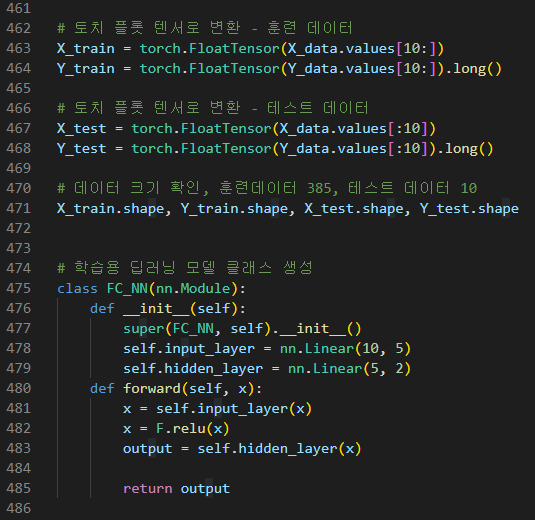 461
462 # 토치 플롯 텐서로 변환 - 훈련 데이터
463 X_train = torch.FloatTensor(X_data.values[10:])
464 Y_train = torch.FloatTensor(Y_data.values[10:]).long()
465
466 # 토치 플롯 텐서로 변환 - 테스트 데이터
467 X_test = torch.FloatTensor(X_data.values[:10])
468 Y_test = torch.FloatTensor(Y_data.values[:10]).long()
469
470 # 데이터 크기 확인, 훈련데이터 385, 테스트 데이터 10
471 X_train.shape, Y_train.shape, X_test.shape, Y_test.shape
472
473
474 # 학습용 딥러닝 모델 클래스 생성
475 class FC_NN(nn.Module):
476     def __init__(self):
477         super(FC_NN, self).__init__()
478         self.input_layer = nn.Linear(10, 5)
479         self.hidden_layer = nn.Linear(5, 2)
480     def forward(self, x):
481         x = self.input_layer(x)
482         x = F.relu(x)
483         output = self.hidden_layer(x)
484
485         return output
486